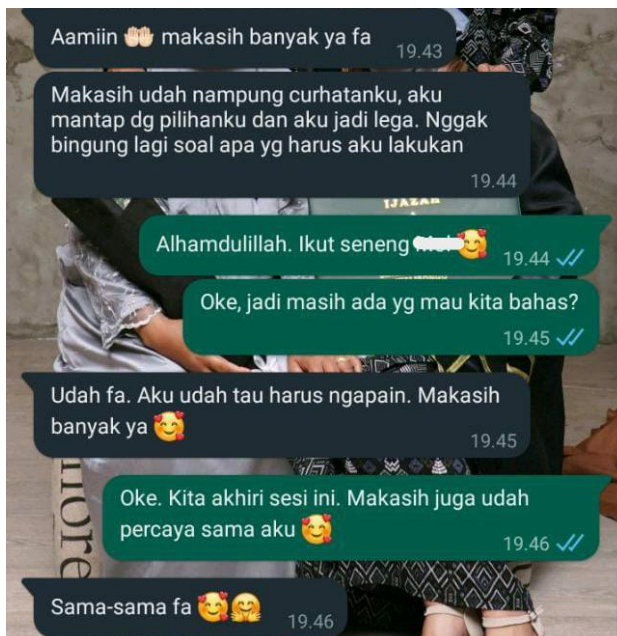 Aamiin 🤲🏻 makasih banyak ya fa
19.43
Makasih udah nampung curhatanku, aku
mantap dg pilihanku dan aku jadi lega. Nggak
bingung lagi soal apa yg harus aku lakukan
19.44
IJAZAH
Alhamdulillah. Ikut seneng 🥰
19.44
Oke, jadi masih ada yg mau kita bahas?
19.45
Udah fa. Aku udah tau harus ngapain. Makasih
banyak ya 🥰
19.45
Oke. Kita akhiri sesi ini. Makasih juga udah
percaya sama aku 🥰
19.46
more
Sama-sama fa 🥰🤗
19.46